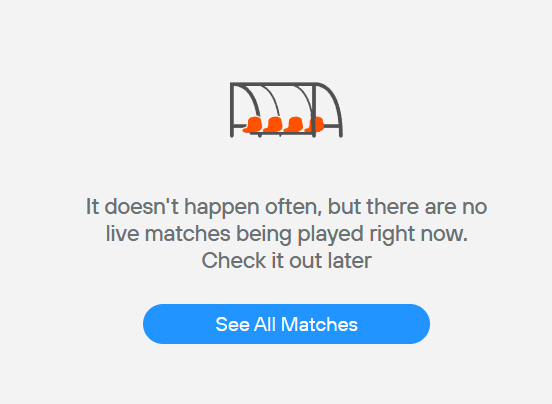 It doesn't happen often, but there are no
live matches being played right now.
Check it out later
See All Matches